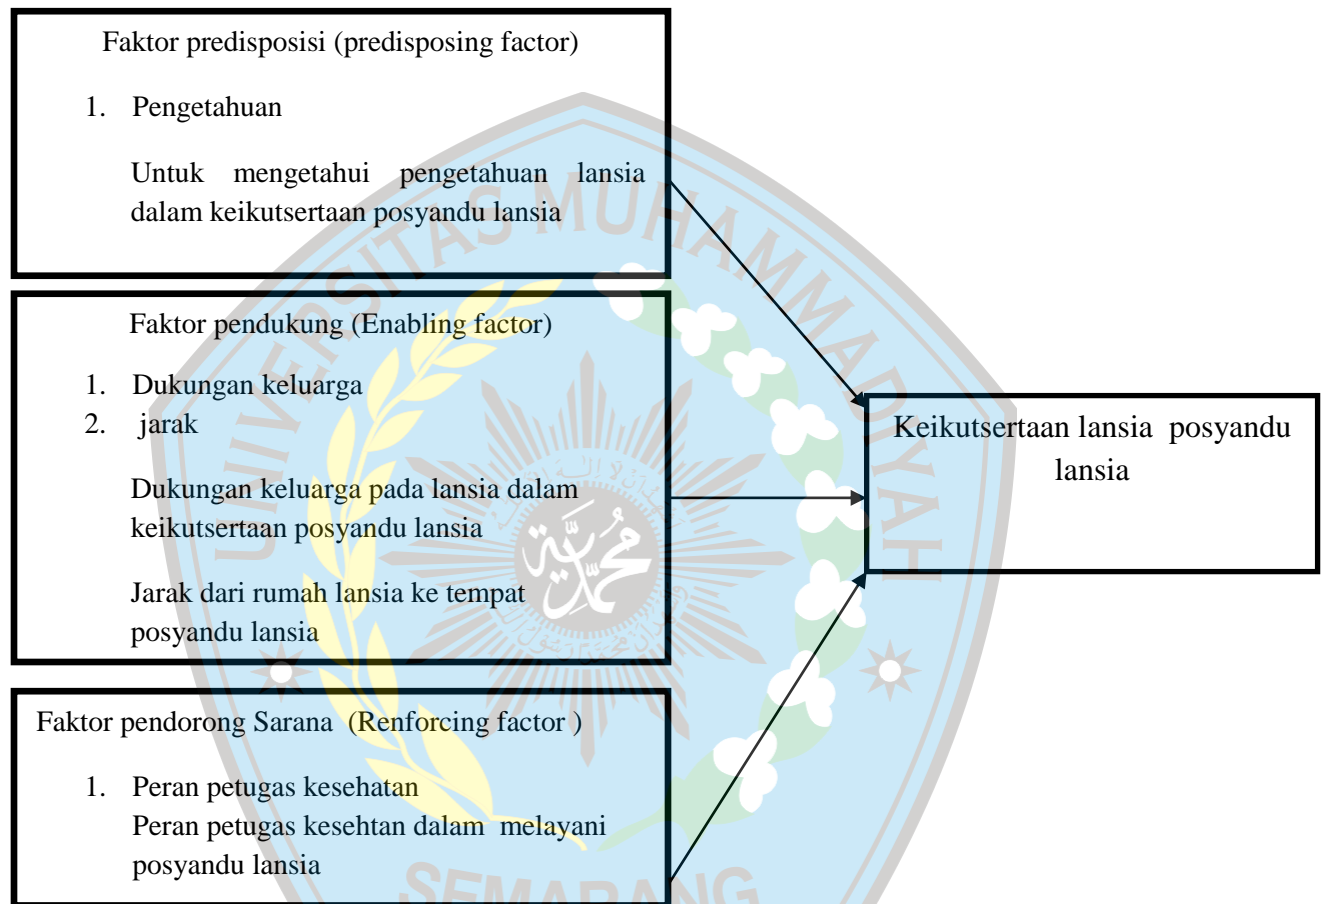 Faktor predisposisi (predisposing factor)
1. Pengetahuan
Untuk mengetahui pengetahuan lansia
dalam keikutsertaan posyandu lansia
Faktor pendukung (Enabling factor)
1. Dukungan keluarga
2. jarak
Dukungan keluarga pada lansia dalam
keikutsertaan posyandu lansia
Jarak dari rumah lansia ke tempat
posyandu lansia
Faktor pendorong Sarana (Renforcing factor )
1. Peran petugas kesehatan
Peran petugas kesehtan dalam melayani
posyandu lansia
Keikutsertaan lansia posyandu
lansia
UNIVERSITAS MUHAMMADIYAH
SEMARANG
محمدية